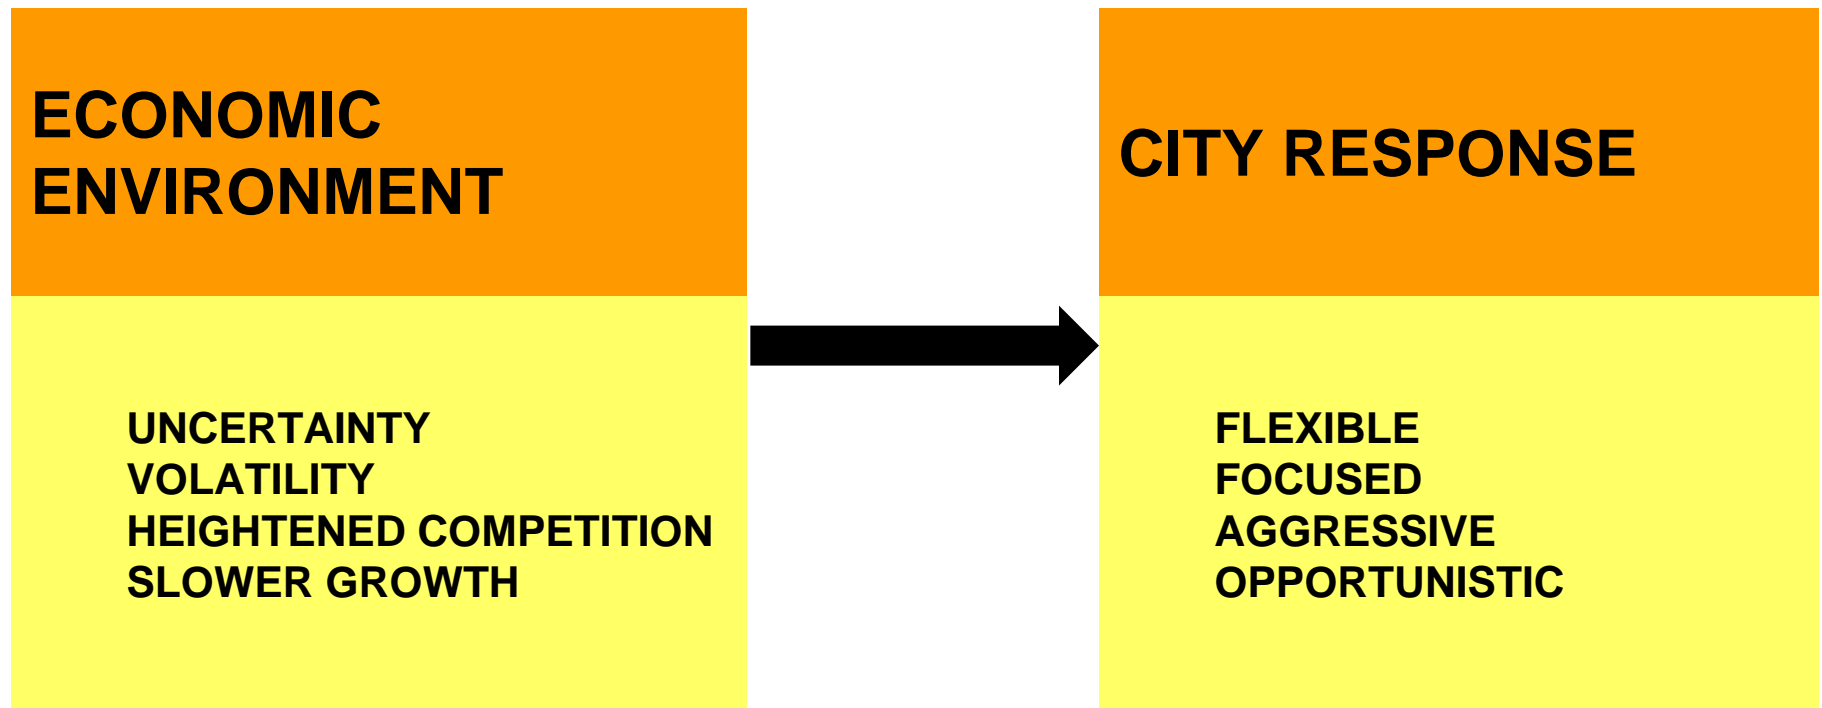 ECONOMIC
ENVIRONMENT
UNCERTAINTY
VOLATILITY
HEIGHTENED COMPETITION
SLOWER GROWTH
CITY RESPONSE
FLEXIBLE
FOCUSED
AGGRESSIVE
OPPORTUNISTIC